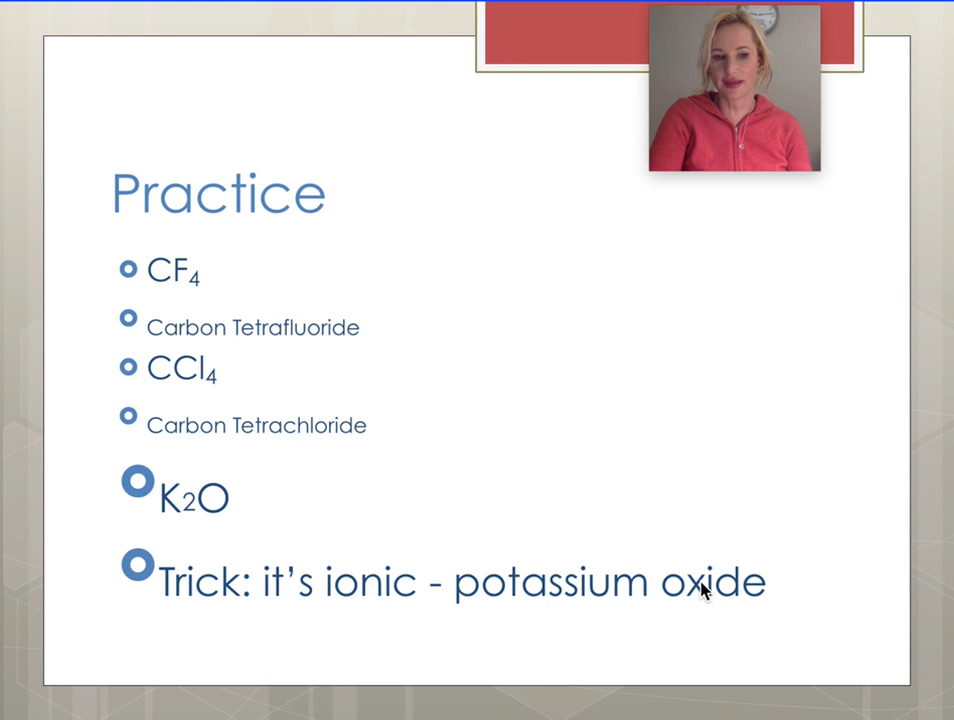 Practice
CF₄
Carbon Tetrafluoride
CCl₄
Carbon Tetrachloride
K₂O
Trick: it’s ionic - potassium oxide